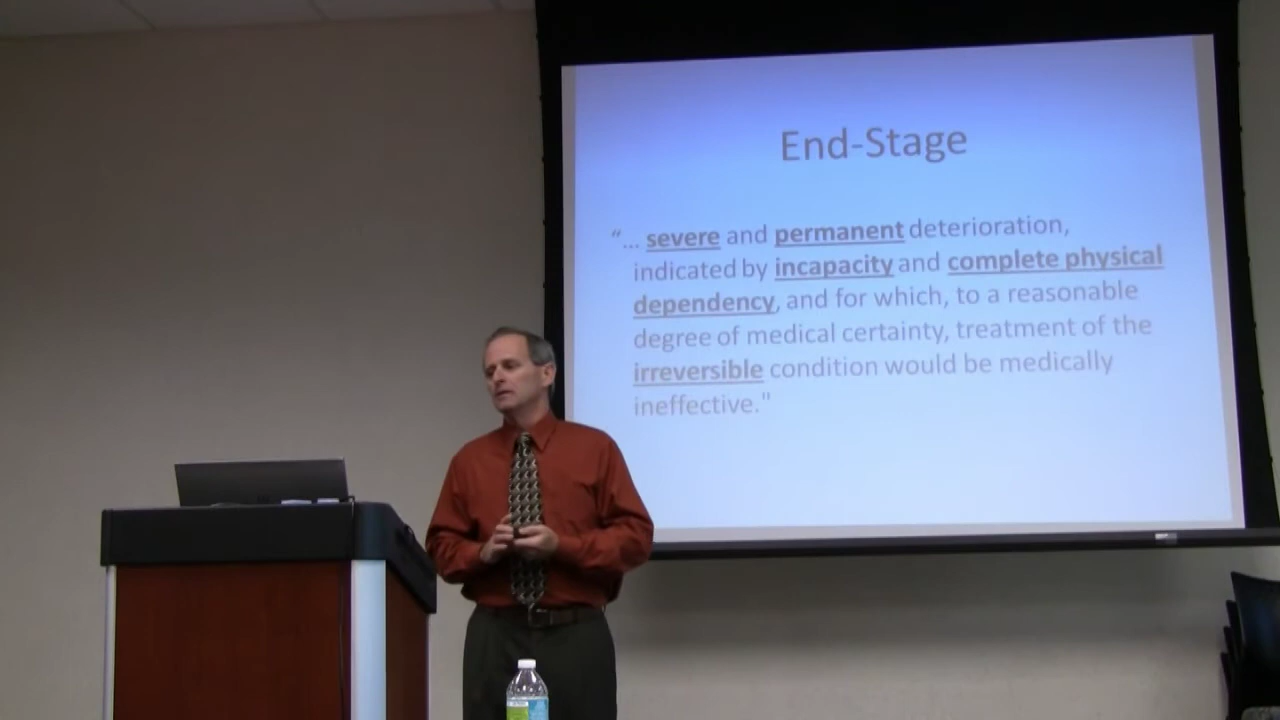 End-Stage
“... severe and permanent deterioration,
indicated by incapacity and complete physical
dependency, and for which, to a reasonable
degree of medical certainty, treatment of the
irreversible condition would be medically
ineffective."